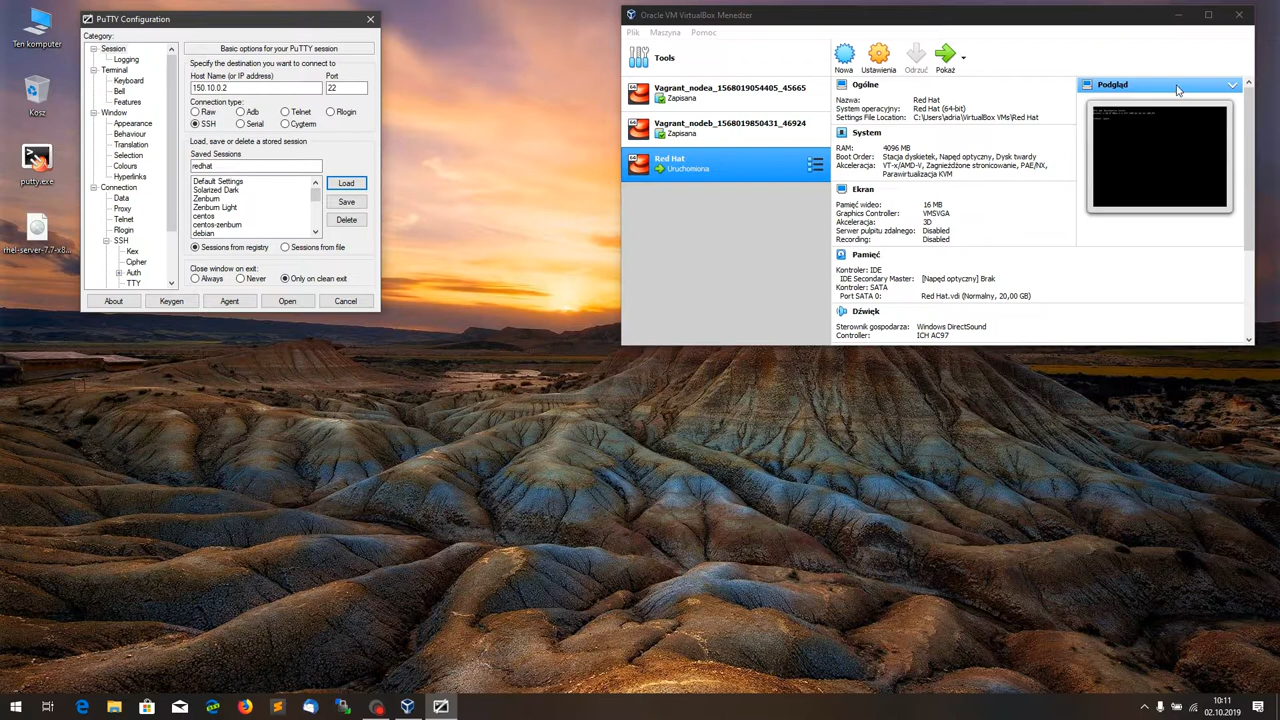 Ten komputer
Kosz
putty.exe
rhel-server-7.7-x8...
PuTTY Configuration
Category:
Session
Logging
Terminal
Keyboard
Bell
Features
Window
Appearance
Behaviour
Translation
Selection
Colours
Hyperlinks
Connection
Data
Proxy
Telnet
Rlogin
SSH
Kex
Cipher
Auth
TTY
Basic options for your PuTTY session
Specify the destination you want to connect to
Host Name (or IP address) Port
150.10.0.2 22
Connection type:
Raw Adb Telnet Rlogin
SSH Serial Cygterm
Load, save or delete a stored session
Saved Sessions
redhat
Default Settings
Solarized Dark
Zenburn
Zenburn Light
centos
centos-zenburn
debian
Load
Save
Delete
Sessions from registry Sessions from file
Close window on exit:
Always Never Only on clean exit
About Keygen Agent Open Cancel
Oracle VM VirtualBox Menedżer
Plik Maszyna Pomoc
Tools
Nowa Ustawienia Odrzuć Pokaż
Vagrant_nodea_1568019054405_45665
Zapisana
Vagrant_nodeb_1568019850431_46924
Zapisana
Red Hat
Uruchomiona
Ogólne
Nazwa: Red Hat
System operacyjny: Red Hat (64-bit)
Settings File Location: C:\Users\adria\VirtualBox VMs\Red Hat
System
RAM: 4096 MB
Boot Order: Stacja dyskietek, Napęd optyczny, Dysk twardy
Akceleracja: VT-x/AMD-V, Zagnieżdżone stronicowanie, PAE/NX,
Parawirtualizacja KVM
Ekran
Pamięć wideo: 16 MB
Graphics Controller: VMSVGA
Akceleracja: 3D
Serwer pulpitu zdalnego: Disabled
Recording: Disabled
Pamięć
Kontroler: IDE
IDE Secondary Master: [Napęd optyczny] Brak
Kontroler: SATA
Port SATA 0: Red Hat.vdi (Normalny, 20,00 GB)
Dźwięk
Sterownik gospodarza: Windows DirectSound
Controller: ICH AC97
Podgląd
10:11
02.10.2019